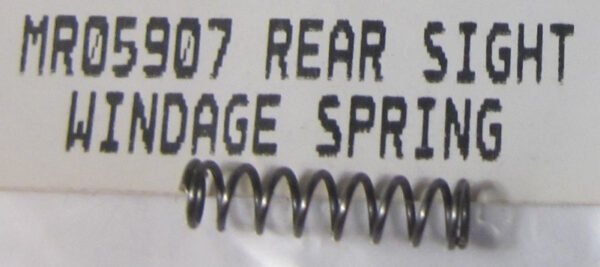 MR05907 REAR SIGHT
WINDAGE SPRING